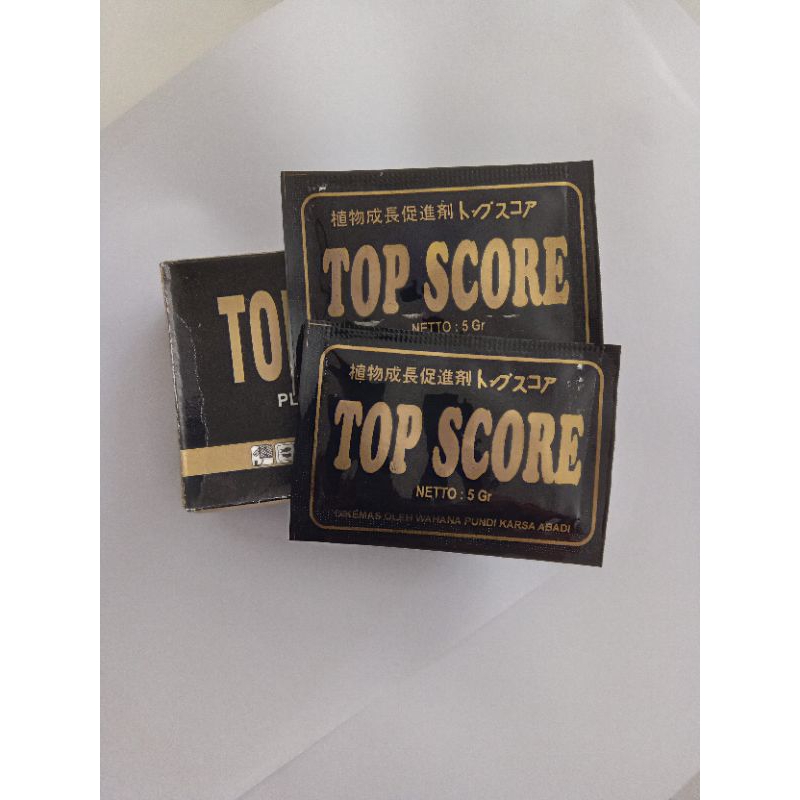 植物成長促進剤トップスコア
TOP SCORE
NETTO : 5 Gr
TO
PL
植物成長促進剤トップスコア
TOP SCORE
NETTO : 5 Gr
DIKEMAS OLEH WAHANA PUNDI KARSA ABADI